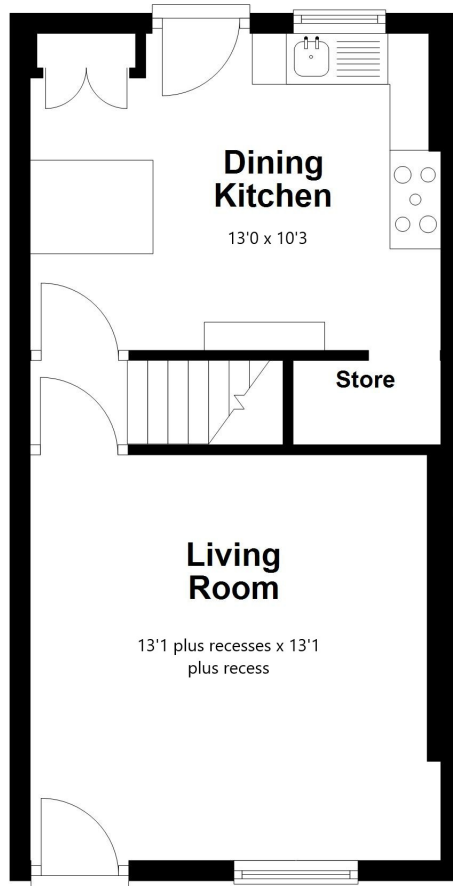 Dining
Kitchen
13'0 x 10'3
Store
Living
Room
13'1 plus recesses x 13'1
plus recess